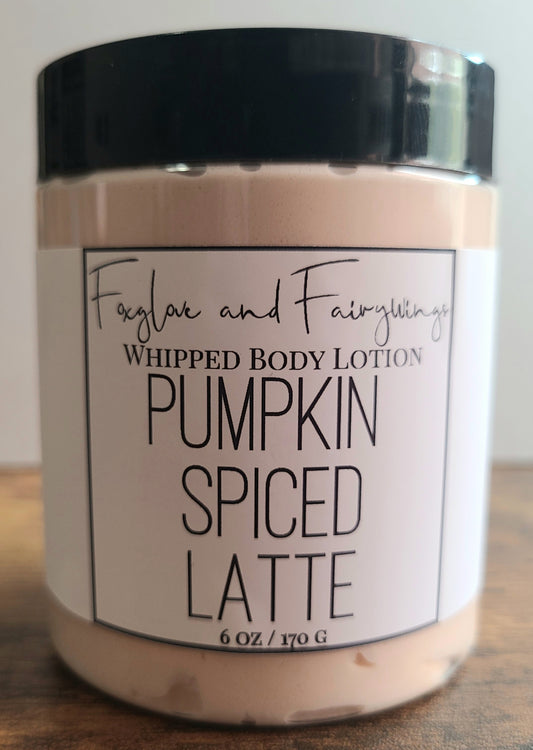 Foxglove and Fairywings
Whipped Body Lotion
PUMPKIN
SPICED
LATTE
6 oz / 170 g